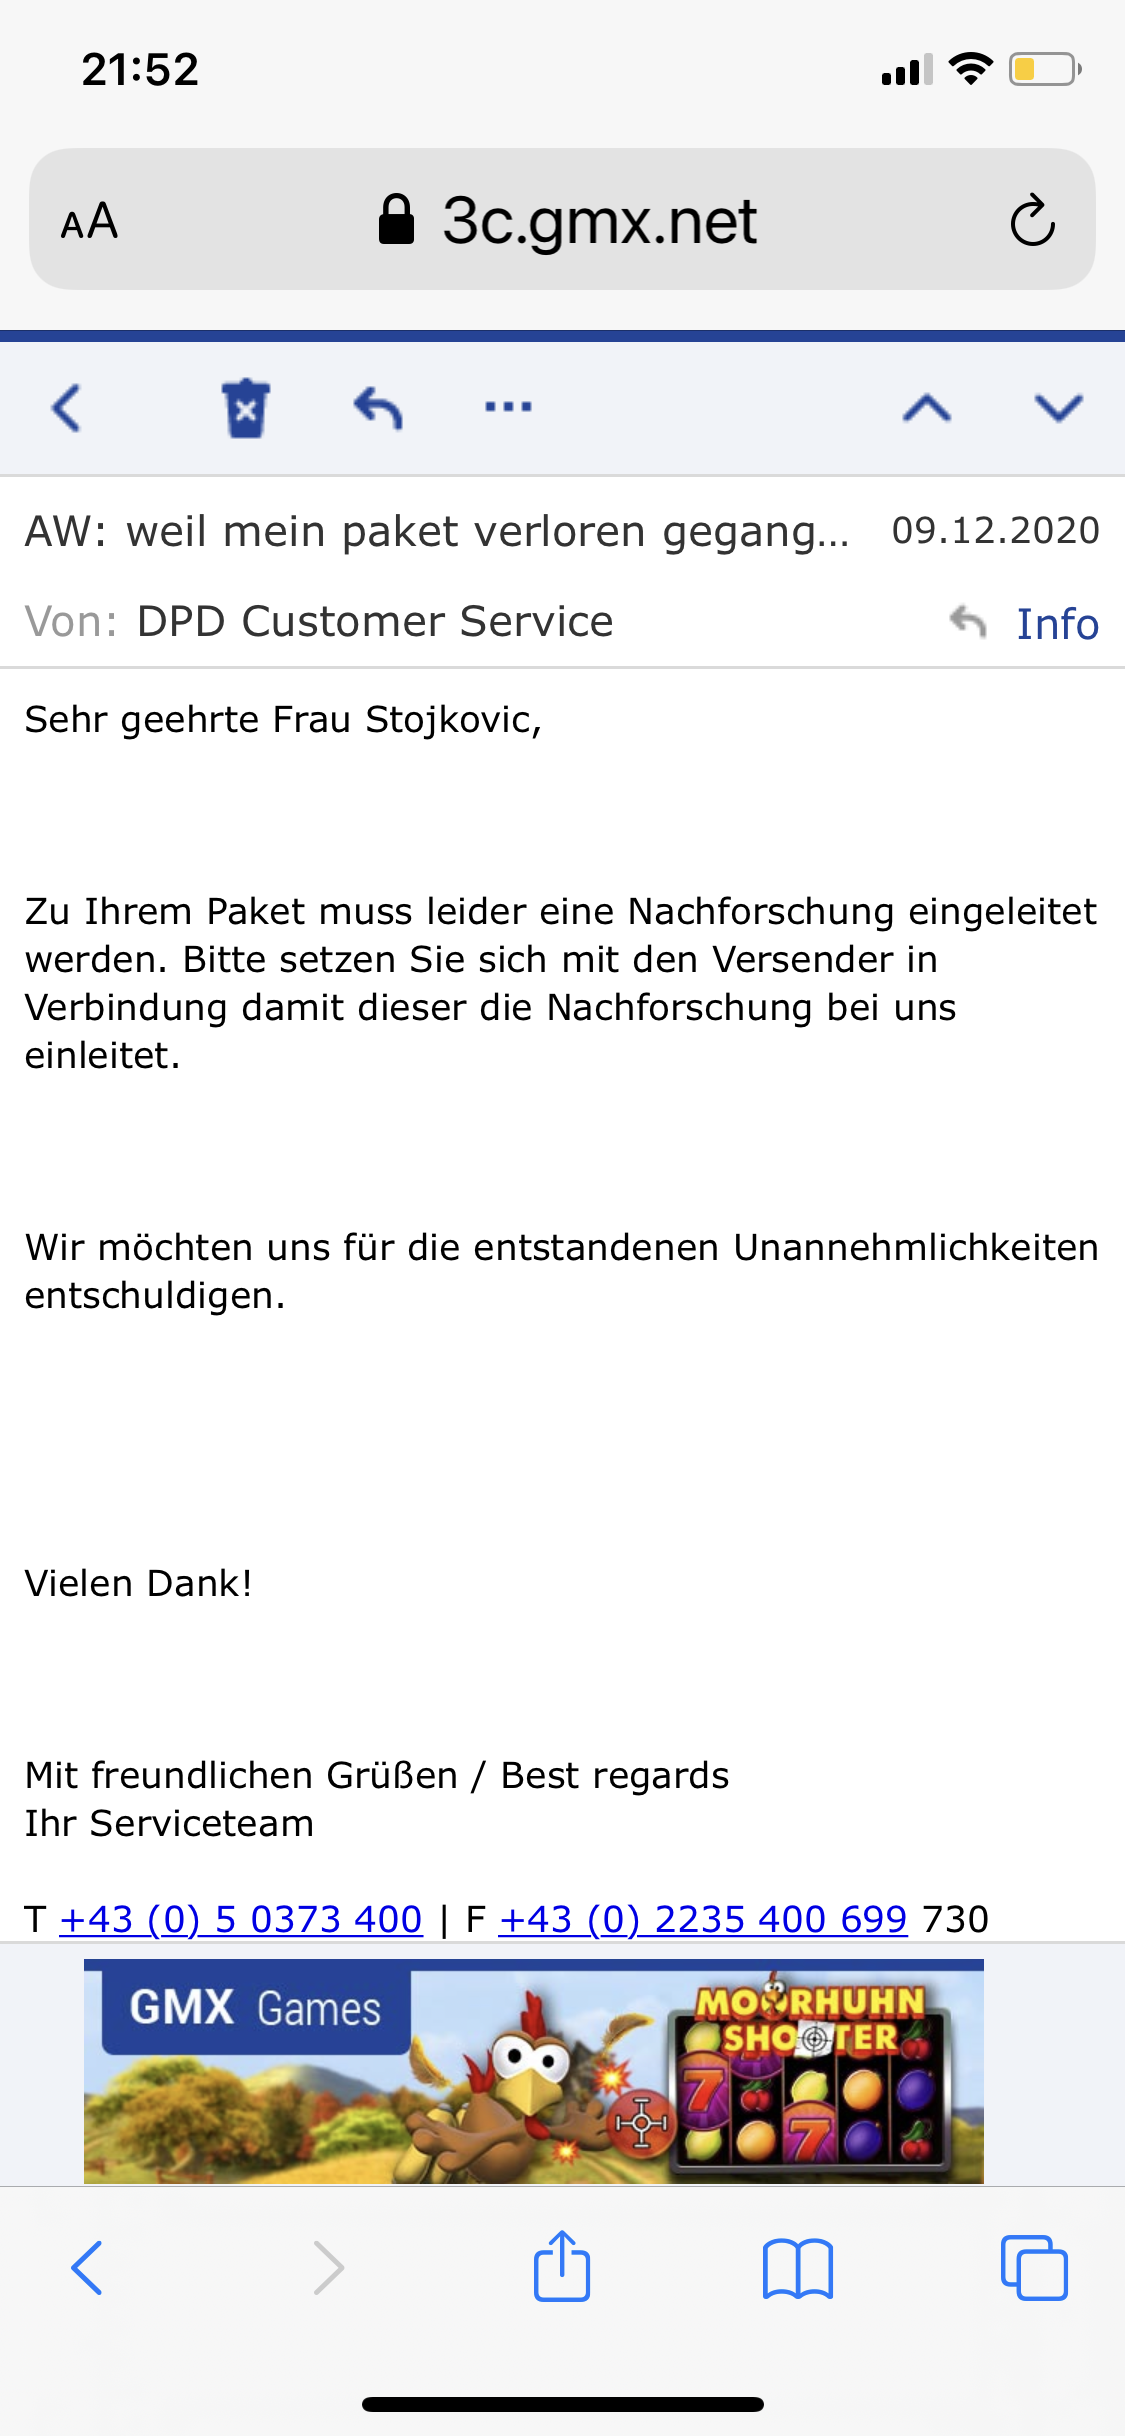 21:52
AA 3c.gmx.net
AW: weil mein paket verloren gegang... 09.12.2020
Von: DPD Customer Service Info
Sehr geehrte Frau Stojkovic,
Zu Ihrem Paket muss leider eine Nachforschung eingeleitet
werden. Bitte setzen Sie sich mit den Versender in
Verbindung damit dieser die Nachforschung bei uns
einleitet.
Wir möchten uns für die entstandenen Unannehmlichkeiten
entschuldigen.
Vielen Dank!
Mit freundlichen Grüßen / Best regards
Ihr Serviceteam
T +43 (0) 5 0373 400 | F +43 (0) 2235 400 699 730
GMX Games
MOORHUHN
SHOOTER
7
7